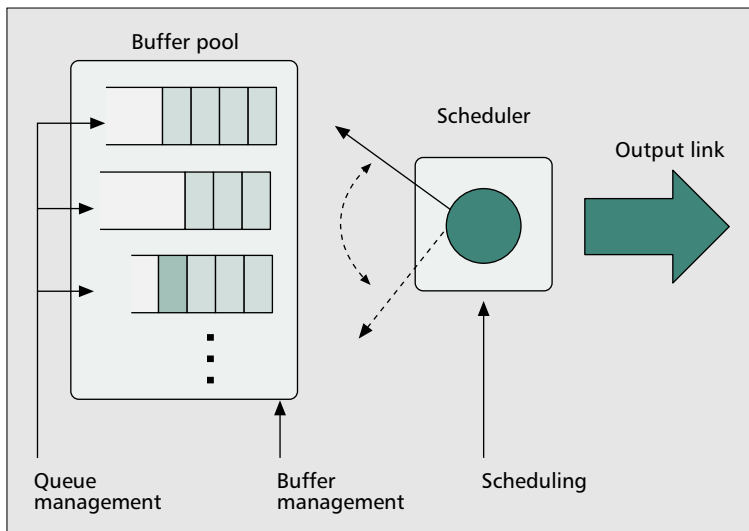 Buffer pool
Scheduler
Output link
Queue
management
Buffer
management
Scheduling